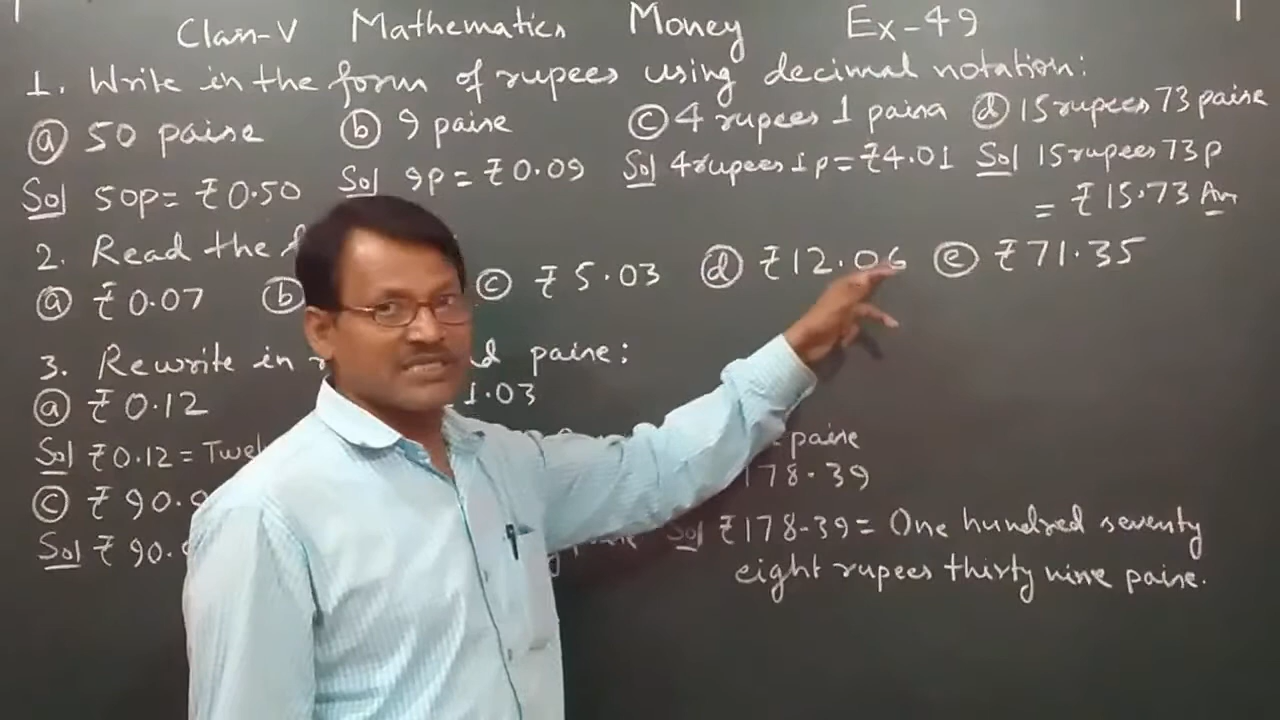 Class-V Mathematics Money Ex-49
1. Write in the form of rupees using decimal notation:
(a) 50 paise (b) 9 paise (c) 4 rupees 1 paisa (d) 15 rupees 73 paise
Sol 50p = ₹0.50 Sol 9p = ₹0.09 Sol 4 rupees 1p = ₹4.01 Sol 15 rupees 73p
= ₹15.73 Ans
2. Read the
(a) ₹0.07 (b) (c) ₹5.03 (d) ₹12.06 (e) ₹71.35
3. Rewrite in paise:
(a) ₹0.12 1.03
Sol ₹0.12 = paise
(c) ₹90. 178.39
Sol ₹90. Sol ₹178.39 = One hundred seventy
eight rupees thirty nine paise.